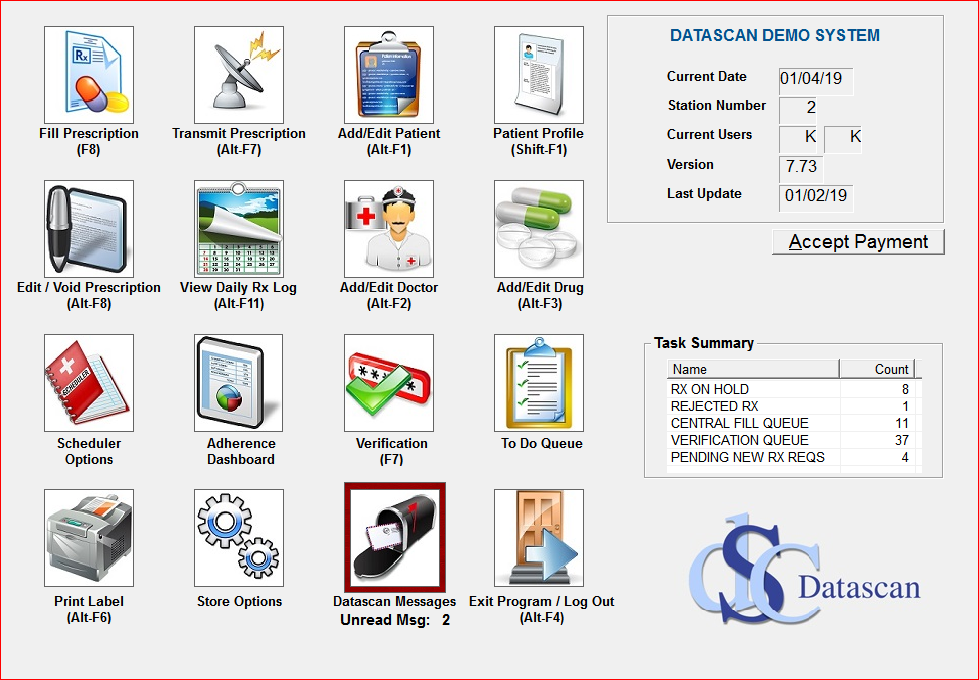 Fill Prescription
(F8)
Transmit Prescription
(Alt-F7)
Add/Edit Patient
(Alt-F1)
Patient Profile
(Shift-F1)
Edit / Void Prescription
(Alt-F8)
View Daily Rx Log
(Alt-F11)
Add/Edit Doctor
(Alt-F2)
Add/Edit Drug
(Alt-F3)
SCHEDULER
Scheduler
Options
Adherence
Dashboard
Verification
(F7)
To Do Queue
Print Label
(Alt-F6)
Store Options
Datascan Messages
Unread Msg: 2
Exit Program / Log Out
(Alt-F4)
Rx
Patient Information
DATASCAN DEMO SYSTEM
Current Date 01/04/19
Station Number 2
Current Users K K
Version 7.73
Last Update 01/02/19
Accept Payment
Task Summary
Name Count
RX ON HOLD 8
REJECTED RX 1
CENTRAL FILL QUEUE 11
VERIFICATION QUEUE 37
PENDING NEW RX REQS 4
dsc Datascan